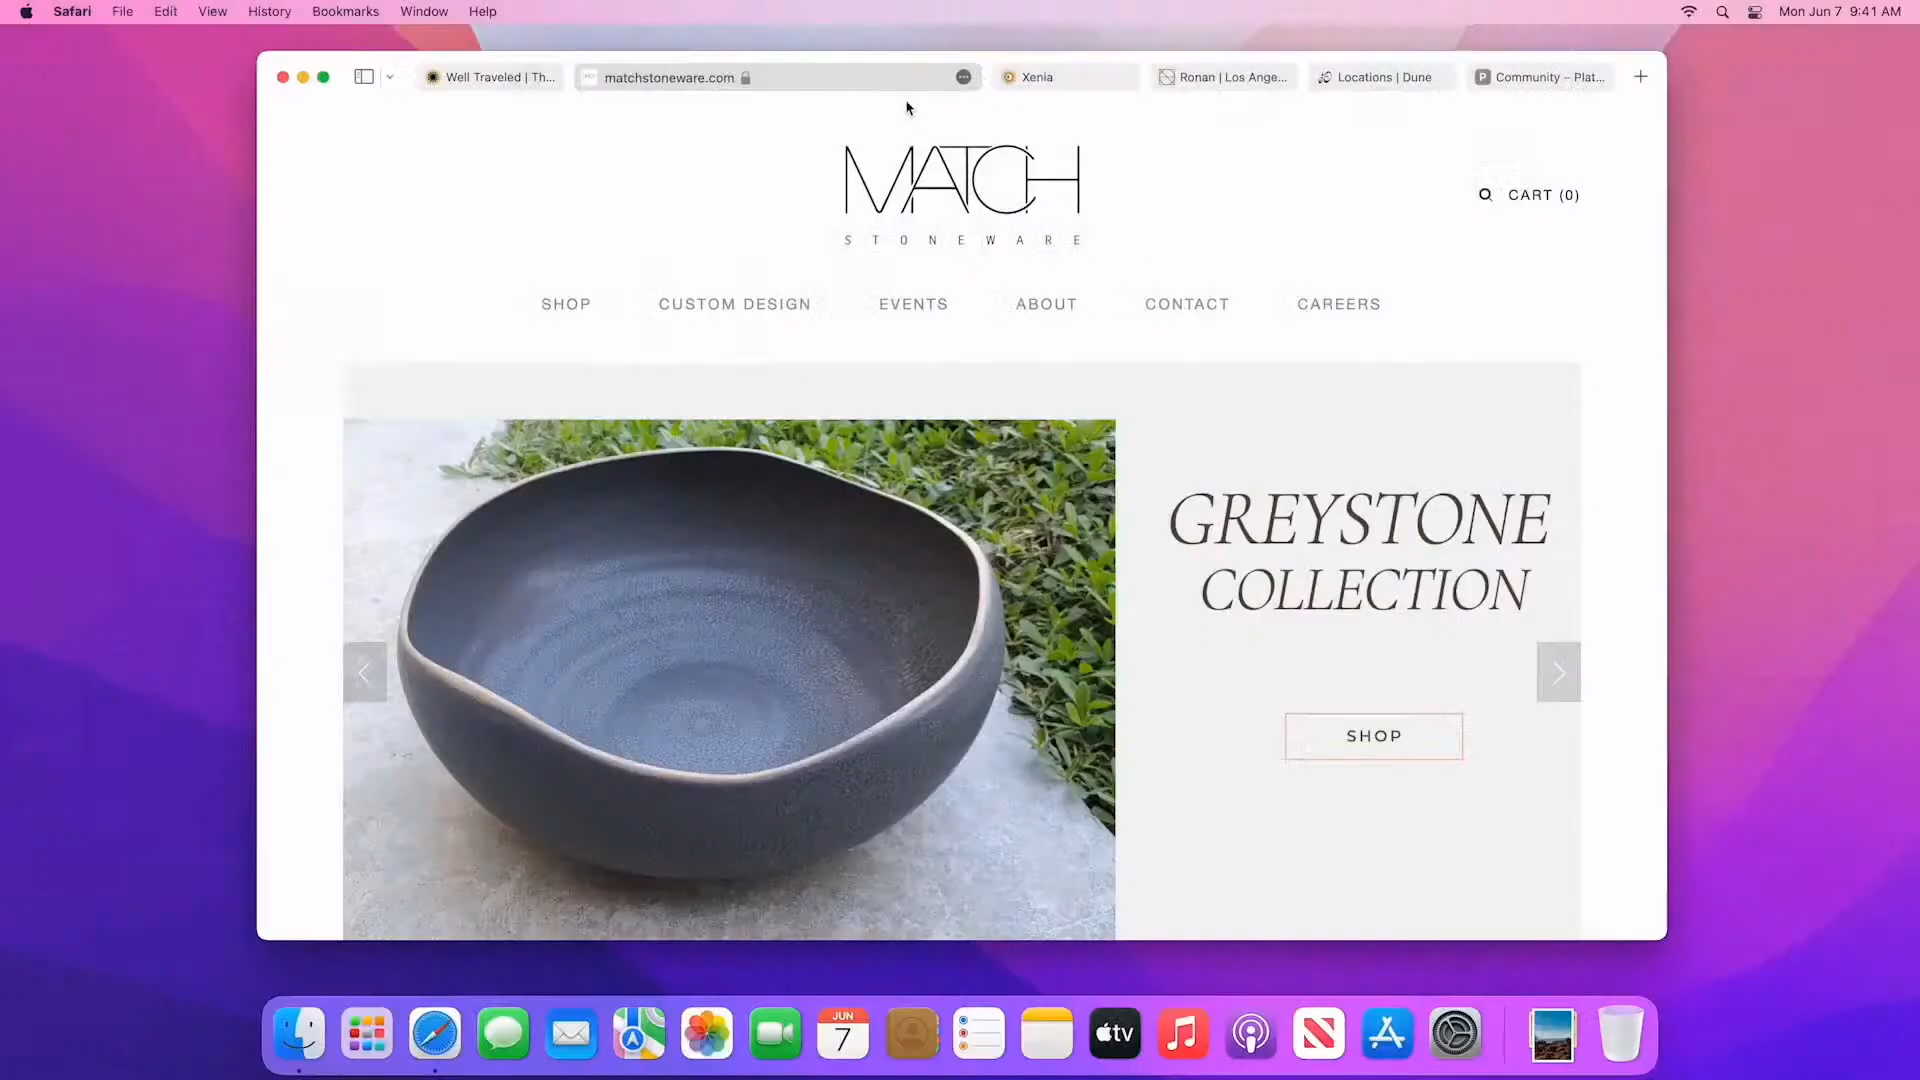 Safari File Edit View History Bookmarks Window Help
Mon Jun 7 9:41 AM
Well Traveled | Th...
matchstoneware.com
Xenia
Ronan | Los Ange...
Locations | Dune
P Community – Plat...
MATCH
STONEWARE
CART (0)
SHOP CUSTOM DESIGN EVENTS ABOUT CONTACT CAREERS
GREYSTONE
COLLECTION
SHOP
JUN
7
tv